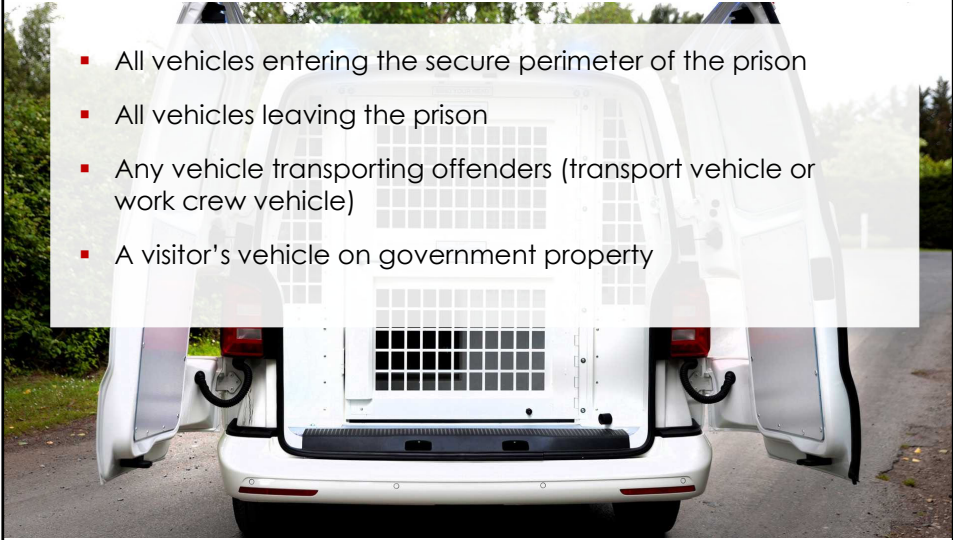 ▪ All vehicles entering the secure perimeter of the prison
▪ All vehicles leaving the prison
▪ Any vehicle transporting offenders (transport vehicle or
work crew vehicle)
▪ A visitor’s vehicle on government property